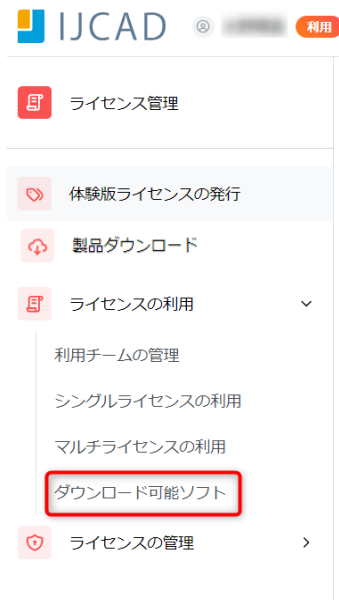 IJCAD
利用
ライセンス管理
体験版ライセンスの発行
製品ダウンロード
ライセンスの利用
利用チームの管理
シングルライセンスの利用
マルチライセンスの利用
ダウンロード可能ソフト
ライセンスの管理